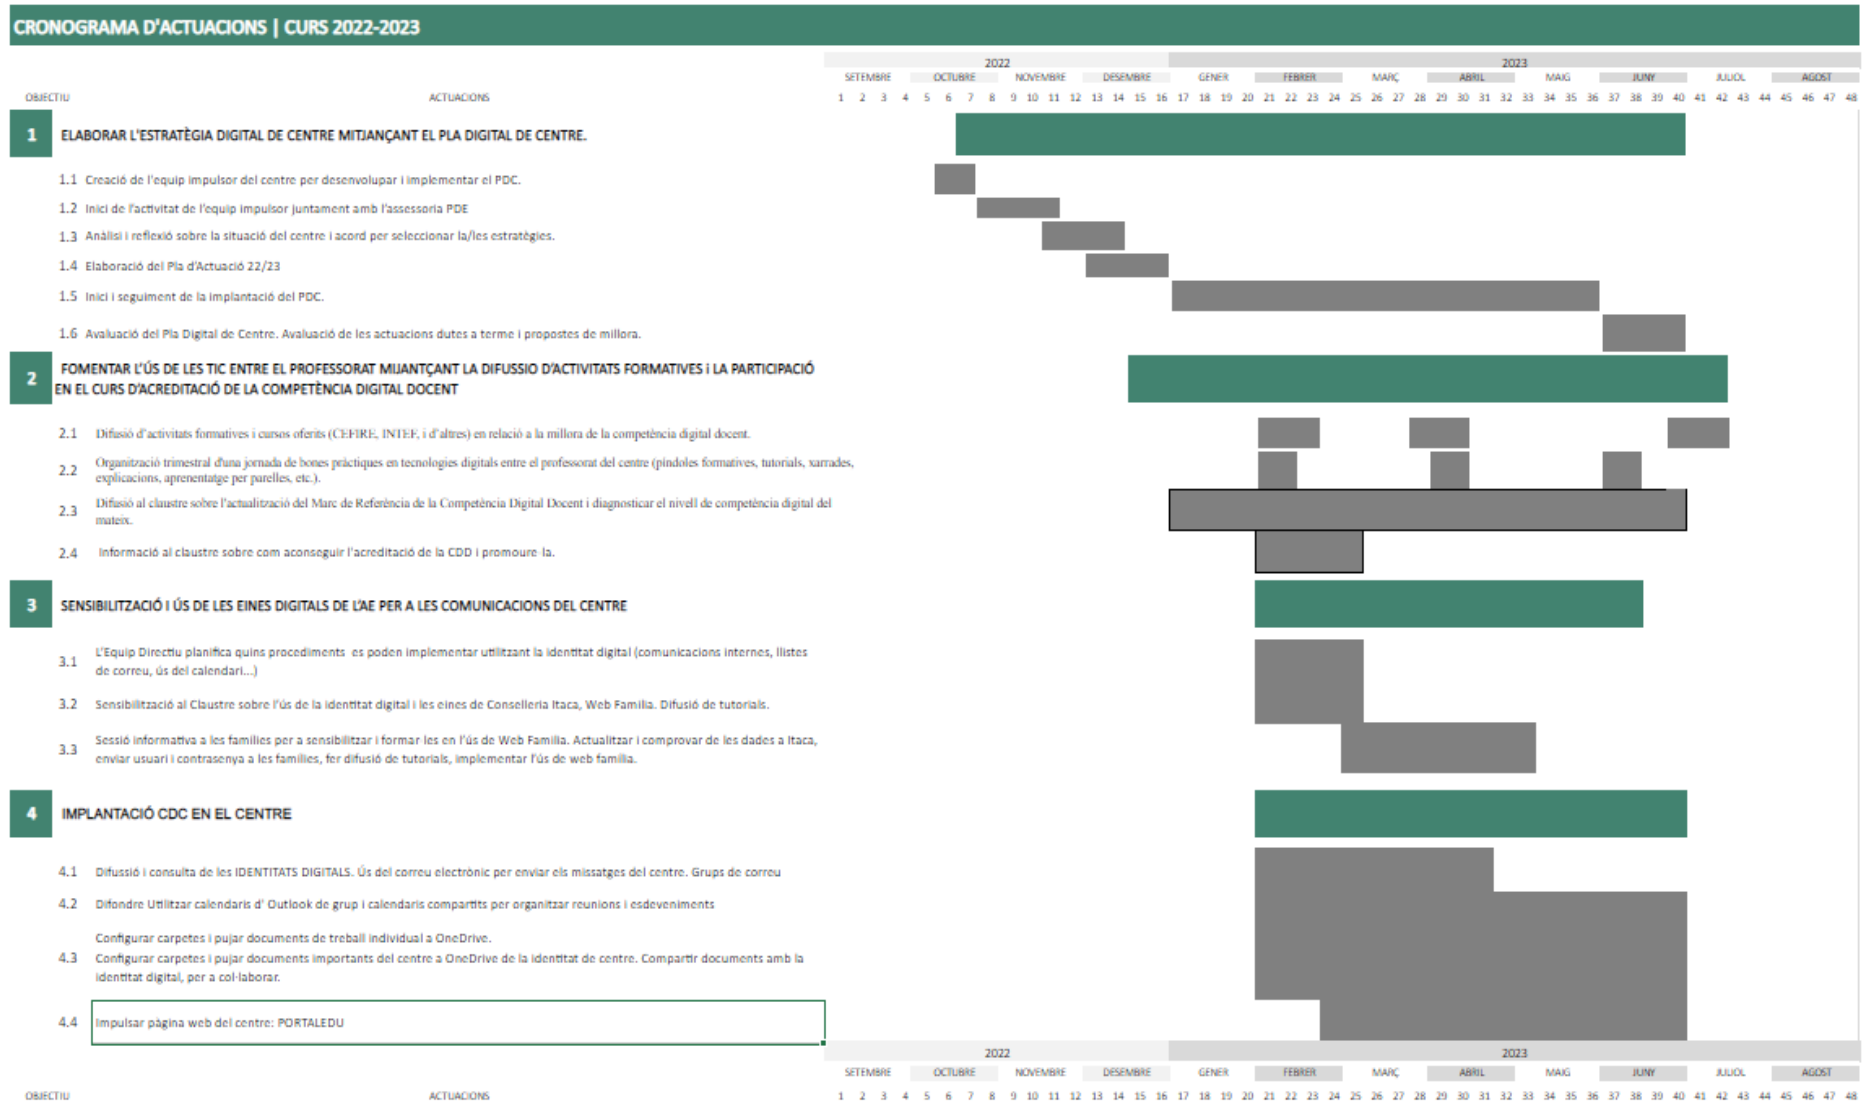 CRONOGRAMA D'ACTUACIONS | CURS 2022-2023
2022 2023
SETEMBRE OCTUBRE NOVEMBRE DESEMBRE GENER FEBRER MARÇ ABRIL MAIG JUNY JULIOL AGOST
OBJECTIU ACTUACIONS 1 2 3 4 5 6 7 8 9 10 11 12 13 14 15 16 17 18 19 20 21 22 23 24 25 26 27 28 29 30 31 32 33 34 35 36 37 38 39 40 41 42 43 44 45 46 47 48
1 ELABORAR L'ESTRATÈGIA DIGITAL DE CENTRE MITJANÇANT EL PLA DIGITAL DE CENTRE.
1.1 Creació de l'equip impulsor del centre per desenvolupar i implementar el PDC.
1.2 Inici de l'activitat de l'equip impulsor juntament amb l'assessoria PDE
1.3 Anàlisi i reflexió sobre la situació del centre i acord per seleccionar la/les estratègies.
1.4 Elaboració del Pla d'Actuació 22/23
1.5 Inici i seguiment de la implantació del PDC.
1.6 Avaluació del Pla Digital de Centre. Avaluació de les actuacions dutes a terme i propostes de millora.
2 FOMENTAR L'ÚS DE LES TIC ENTRE EL PROFESSORAT MIJANTÇANT LA DIFUSSIO D'ACTIVITATS FORMATIVES i LA PARTICIPACIÓ
EN EL CURS D'ACREDITACIÓ DE LA COMPETÈNCIA DIGITAL DOCENT
2.1 Difusió d'activitats formatives i cursos oferits (CEFIRE, INTEF, i d'altres) en relació a la millora de la competència digital docent.
2.2 Organització trimestral d'una jornada de bones pràctiques en tecnologies digitals entre el professorat del centre (píndoles formatives, tutorials, xarrades,
explicacions, aprenentatge per parelles, etc.).
2.3 Difusió al claustre sobre l'actualització del Marc de Referència de la Competència Digital Docent i diagnosticar el nivell de competència digital del
mateix.
2.4 Informació al claustre sobre com aconseguir l'acreditació de la CDD i promoure-la.
3 SENSIBILITZACIÓ I ÚS DE LES EINES DIGITALS DE L'AE PER A LES COMUNICACIONS DEL CENTRE
3.1 L'Equip Directiu planifica quins procediments es poden implementar utilitzant la identitat digital (comunicacions internes, llistes
de correu, ús del calendari...)
3.2 Sensibilització al Claustre sobre l'ús de la identitat digital i les eines de Conselleria Itaca, Web Familia. Difusió de tutorials.
3.3 Sessió informativa a les famílies per a sensibilitzar i formar-les en l'ús de Web Familia. Actualitzar i comprovar de les dades a Itaca,
enviar usuari i contrasenya a les famílies, fer difusió de tutorials, implementar l'ús de web família.
4 IMPLANTACIÓ CDC EN EL CENTRE
4.1 Difussió i consulta de les IDENTITATS DIGITALS. Ús del correu electrònic per enviar els missatges del centre. Grups de correu
4.2 Difondre Utilitzar calendaris d' Outlook de grup i calendaris compartits per organitzar reunions i esdeveniments
Configurar carpetes i pujar documents de treball individual a OneDrive.
4.3 Configurar carpetes i pujar documents importants del centre a OneDrive de la identitat de centre. Compartir documents amb la
identitat digital, per a col·laborar.
4.4 Impulsar pàgina web del centre: PORTALEDU
2022 2023
SETEMBRE OCTUBRE NOVEMBRE DESEMBRE GENER FEBRER MARÇ ABRIL MAIG JUNY JULIOL AGOST
OBJECTIU ACTUACIONS 1 2 3 4 5 6 7 8 9 10 11 12 13 14 15 16 17 18 19 20 21 22 23 24 25 26 27 28 29 30 31 32 33 34 35 36 37 38 39 40 41 42 43 44 45 46 47 48